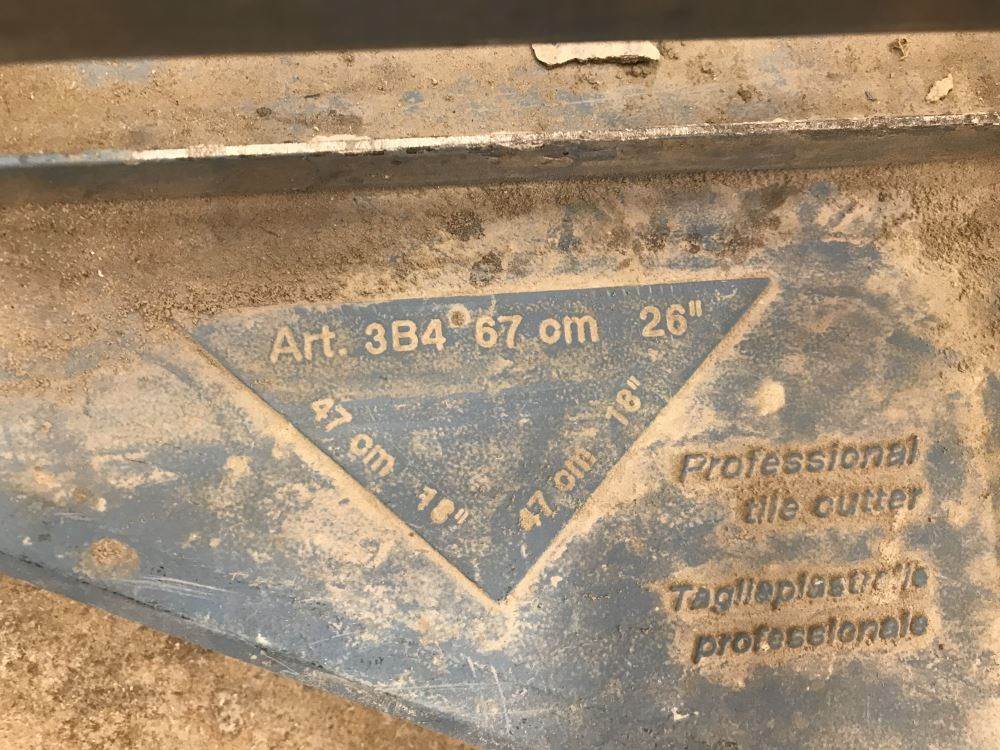 Art. 3B4 67 cm 26"
47 cm 18"
47 cm 18"
Professional
tile cutter
Tagliapiastrelle
professionale